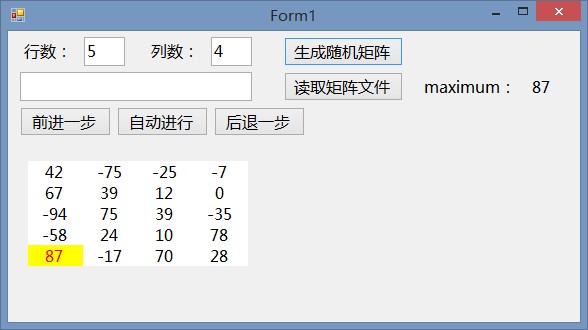 Form1
行数： 5 列数： 4 生成随机矩阵
读取矩阵文件 maximum： 87
前进一步 自动进行 后退一步
42 -75 -25 -7
67 39 12 0
-94 75 39 -35
-58 24 10 78
87 -17 70 28